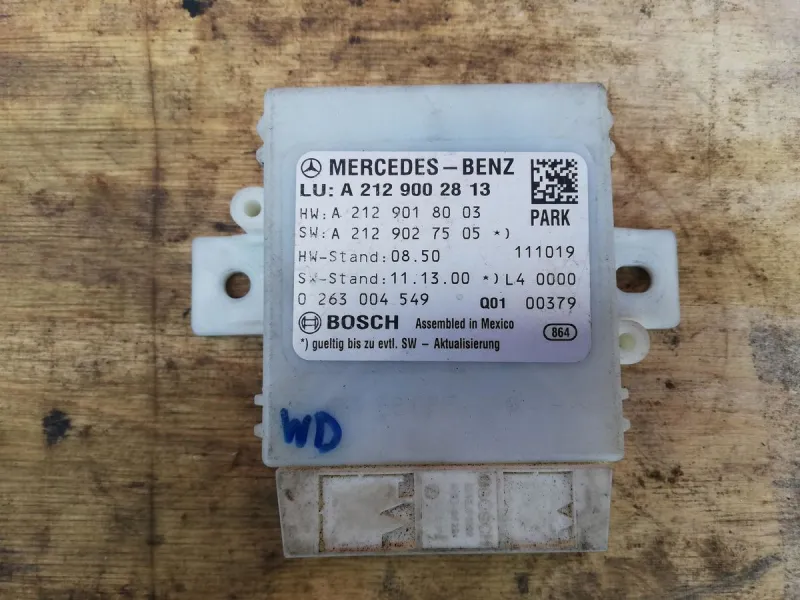 MERCEDES-BENZ
LU: A 212 900 28 13
PARK
HW: A 212 901 80 03
SW: A 212 902 75 05 *)
HW-Stand: 08.50 111019
SW-Stand: 11.13.00 *) L4 0000
0 263 004 549 Q01 00379
BOSCH Assembled in Mexico 864
*) gueltig bis zu evtl. SW - Aktualisierung
WD